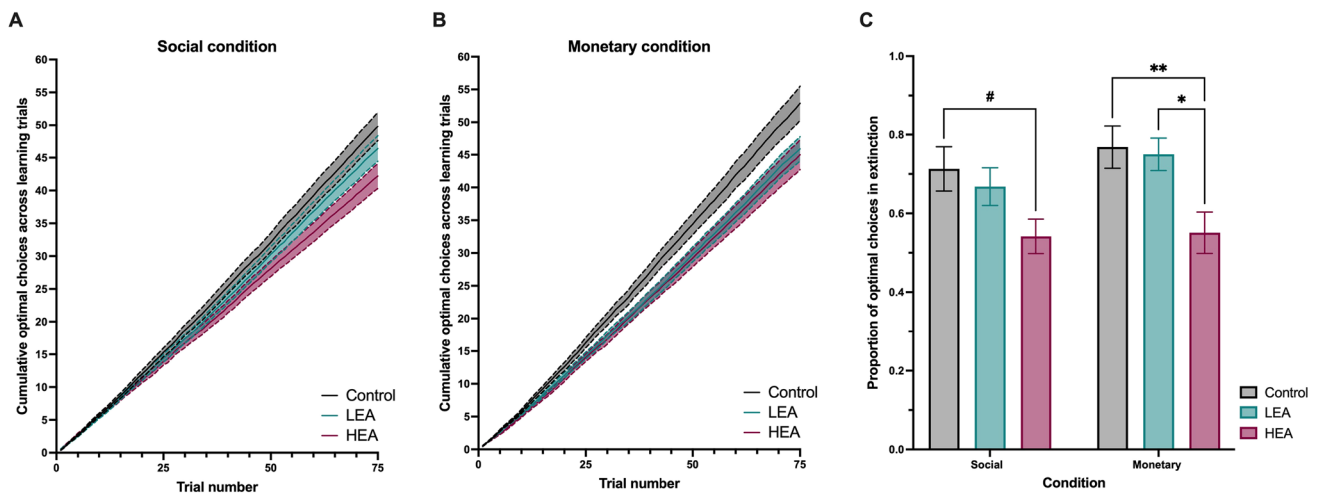 A
Social condition
Cumulative optimal choices across learning trials
60
55
50
45
40
35
30
25
20
15
10
5
0
0
25
50
75
Trial number
Control
LEA
HEA
B
Monetary condition
Cumulative optimal choices across learning trials
60
55
50
45
40
35
30
25
20
15
10
5
0
0
25
50
75
Trial number
Control
LEA
HEA
C
Proportion of optimal choices in extinction
1.0
0.8
0.6
0.4
0.2
0.0
#
**
*
Social
Monetary
Condition
Control
LEA
HEA